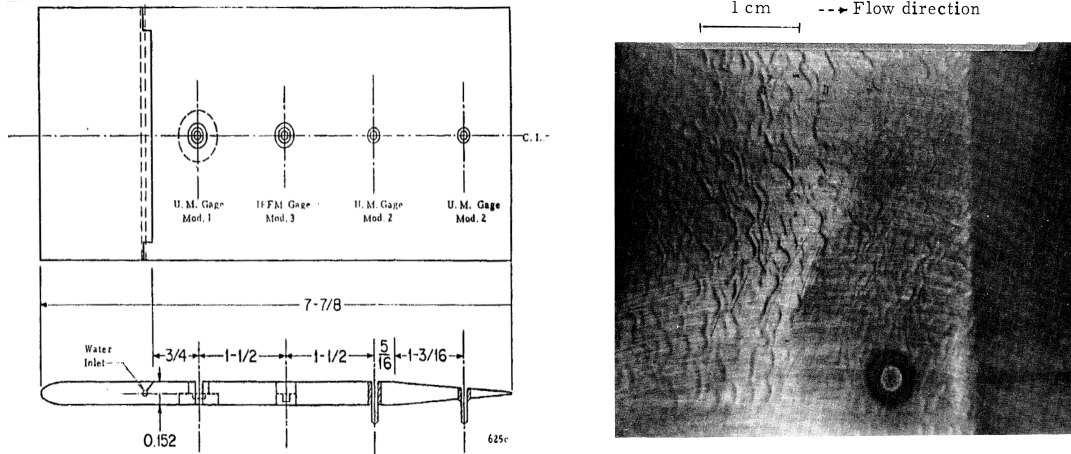 1 cm
--→ Flow direction
C. L.
U. M. Gage
Mod. 1
Gage
Mod. 3
U. M. Gage
Mod. 2
U. M. Gage
Mod. 2
7-7/8
Water
Inlet
3/4
1-1/2
1-1/2
5/16
1-3/16
0.152
625c